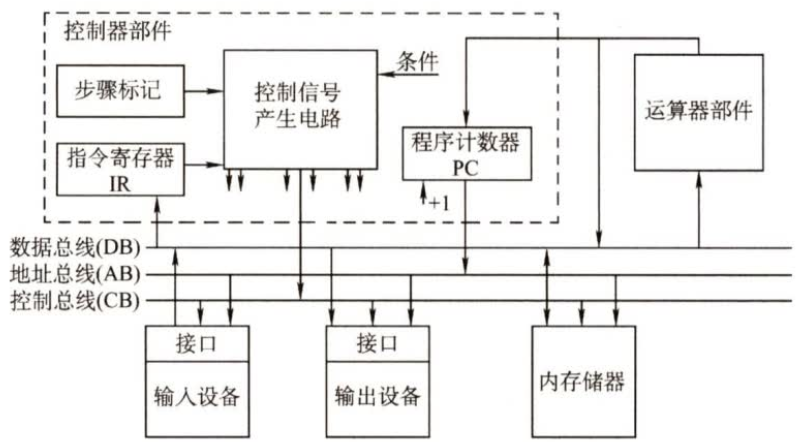 控制器部件
步骤标记
控制信号
产生电路
条件
运算器部件
指令寄存器
IR
程序计数器
PC
+1
数据总线(DB)
地址总线(AB)
控制总线(CB)
接口
输入设备
接口
输出设备
内存储器